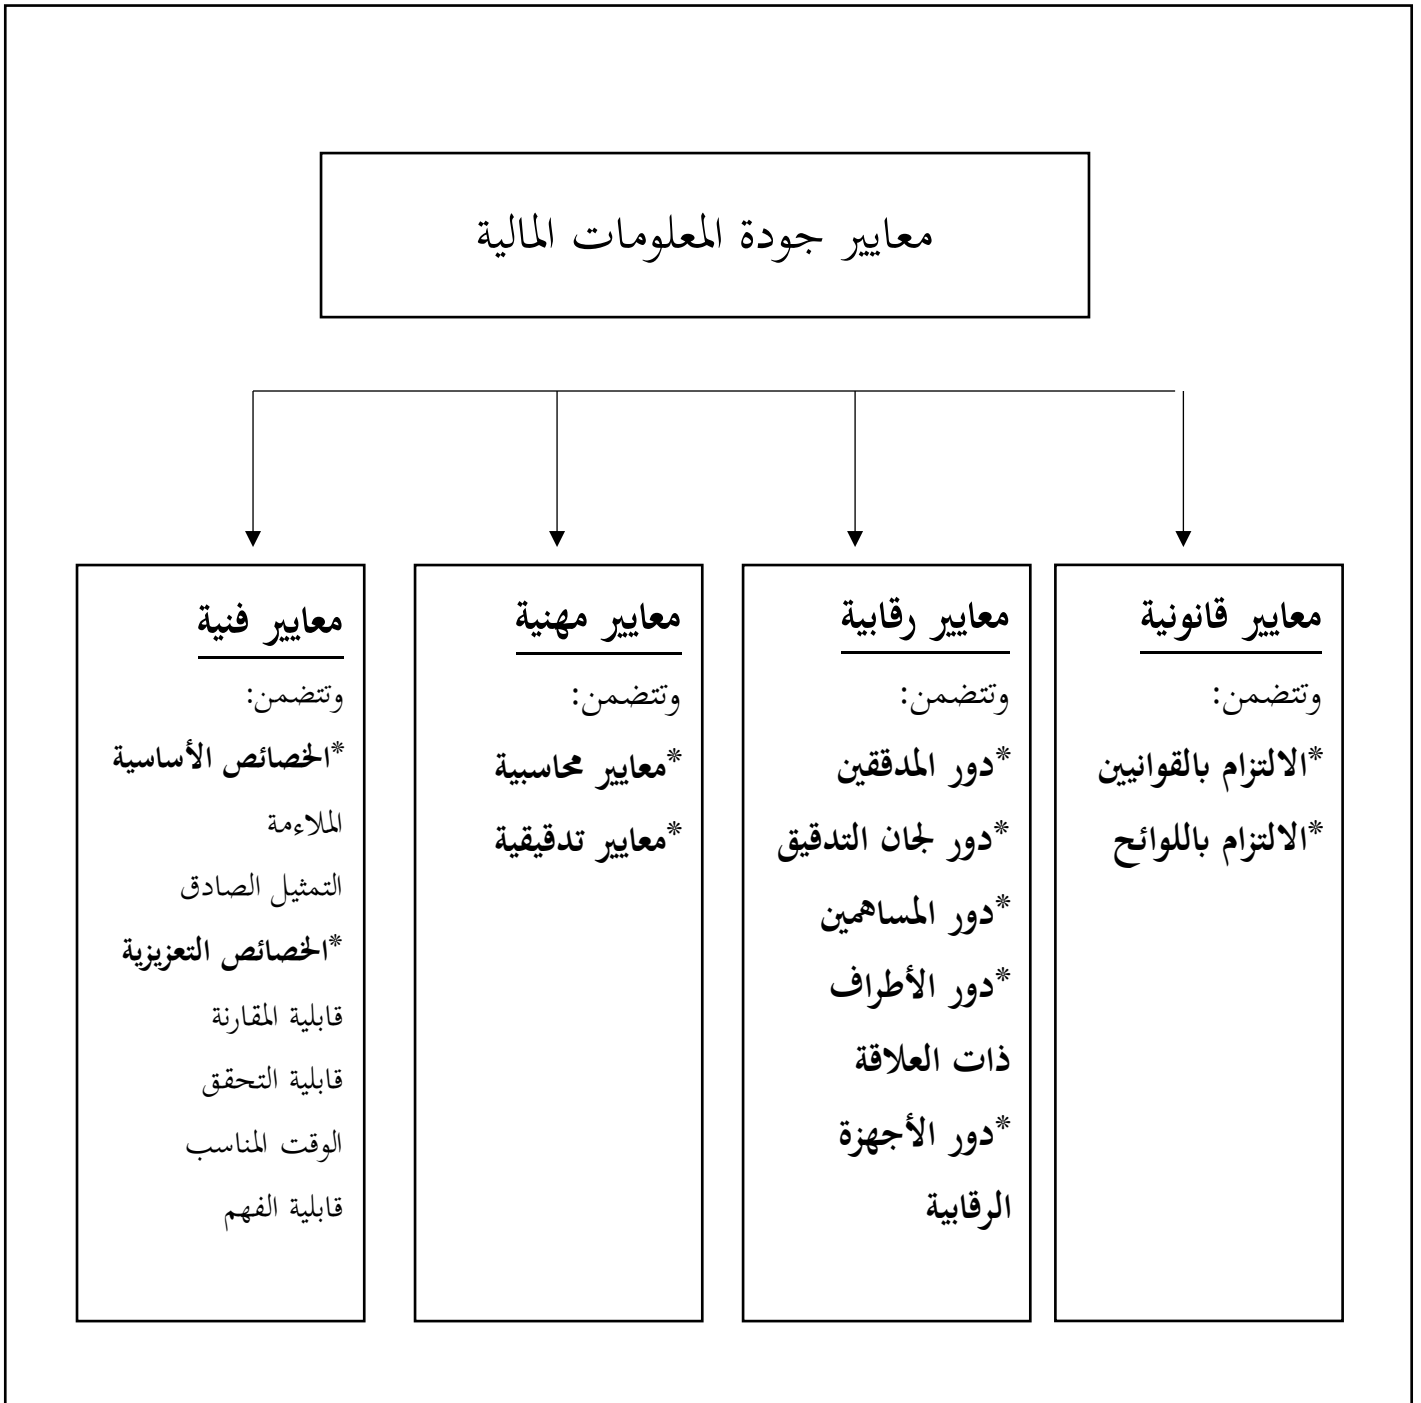 معايير جودة المعلومات المالية
معايير قانونية
وتتضمن:
*الالتزام بالقوانيين
*الالتزام باللوائح
معايير رقابية
وتتضمن:
*دور المدققين
*دور لجان التدقيق
*دور المساهمين
*دور الأطراف
ذات العلاقة
*دور الأجهزة
الرقابية
معايير مهنية
وتتضمن:
*معايير محاسبية
*معايير تدقيقية
معايير فنية
وتتضمن:
*الخصائص الأساسية
الملاءمة
التمثيل الصادق
*الخصائص التعزيزية
قابلية المقارنة
قابلية التحقق
الوقت المناسب
قابلية الفهم